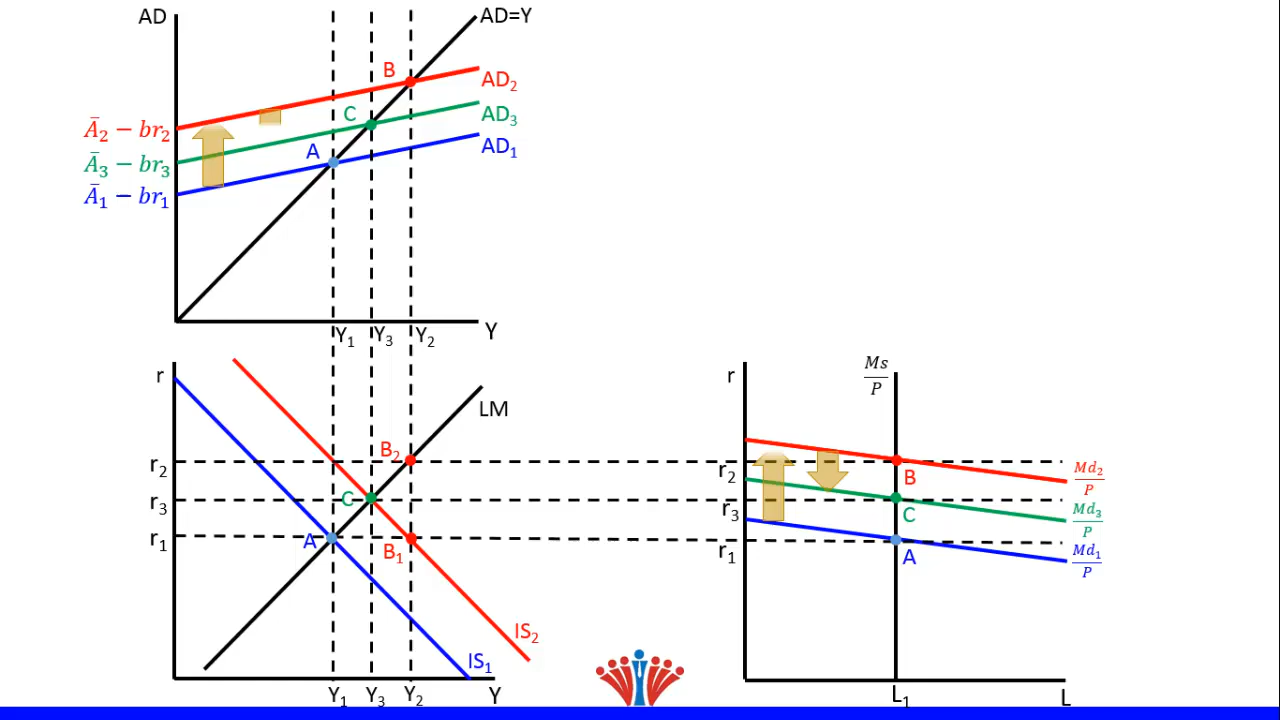 AD
AD=Y
B
AD₂
C
AD₃
Ā₂ − br₂
A
AD₁
Ā₃ − br₃
Ā₁ − br₁
Y₁
Y₃
Y₂
Y
r
LM
r₂
B₂
r₃
C
r₁
A
B₁
IS₂
IS₁
Y₁
Y₃
Y₂
Y
Ms
P
r
r₂
B
Md₂
P
r₃
C
Md₃
P
r₁
A
Md₁
P
L₁
L